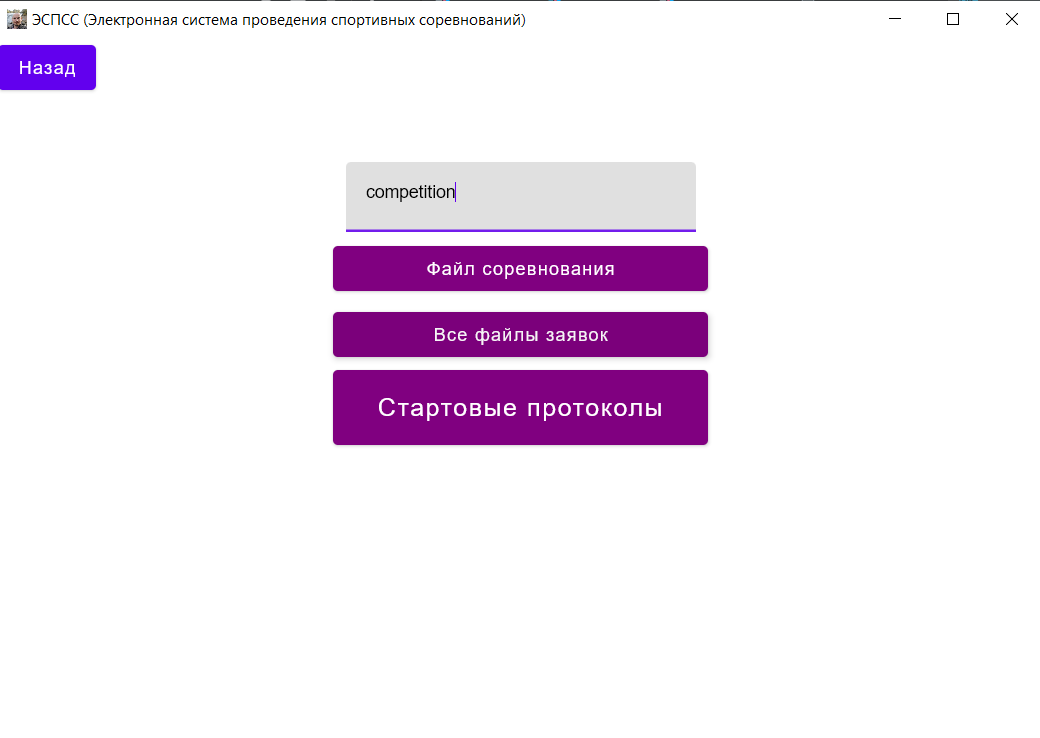 ЭСПСС (Электронная система проведения спортивных соревнований)
Назад
competition
Файл соревнования
Все файлы заявок
Стартовые протоколы